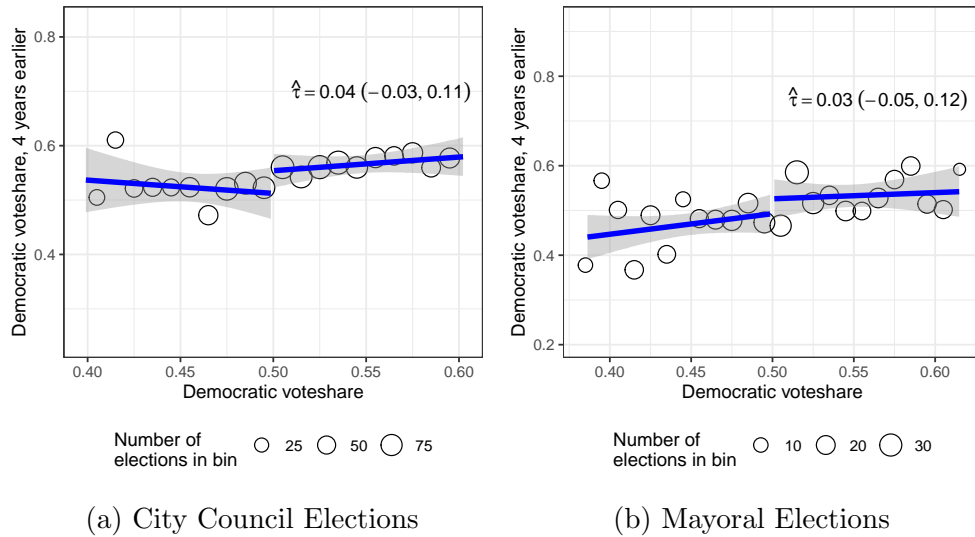 Democratic voteshare, 4 years earlier
0.8
0.6
0.4
τ̂ = 0.04 (−0.03, 0.11)
0.40 0.45 0.50 0.55 0.60
Democratic voteshare
Number of
elections in bin 25 50 75
(a) City Council Elections
Democratic voteshare, 4 years earlier
0.8
0.6
0.4
0.2
τ̂ = 0.03 (−0.05, 0.12)
0.40 0.45 0.50 0.55 0.60
Democratic voteshare
Number of
elections in bin 10 20 30
(b) Mayoral Elections